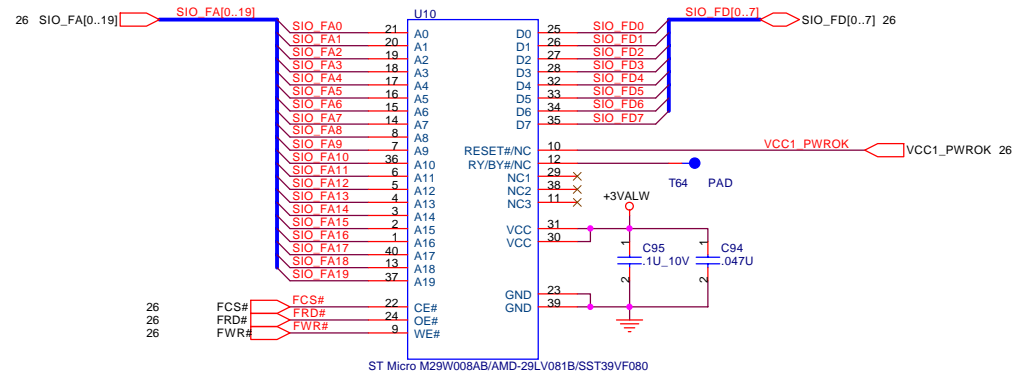 26 SIO_FA[0..19] SIO_FA[0..19] U10 SIO_FD[0..7] SIO_FD[0..7] 26
SIO_FA0 21 A0 D0 25 SIO_FD0
SIO_FA1 20 A1 D1 26 SIO_FD1
SIO_FA2 19 A2 D2 27 SIO_FD2
SIO_FA3 18 A3 D3 28 SIO_FD3
SIO_FA4 17 A4 D4 32 SIO_FD4
SIO_FA5 16 A5 D5 33 SIO_FD5
SIO_FA6 15 A6 D6 34 SIO_FD6
SIO_FA7 14 A7 D7 35 SIO_FD7
SIO_FA8 8 A8
SIO_FA9 7 A9 RESET#/NC 10 VCC1_PWROK VCC1_PWROK 26
SIO_FA10 36 A10 RY/BY#/NC 12 T64 PAD
SIO_FA11 6 A11 NC1 29
SIO_FA12 5 A12 NC2 38
SIO_FA13 4 A13 NC3 11 +3VALW
SIO_FA14 3 A14
SIO_FA15 2 A15 VCC 31
SIO_FA16 1 A16 VCC 30
SIO_FA17 40 A17 1 C95 1 C94
SIO_FA18 13 A18 .1U_10V .047U
SIO_FA19 37 A19 2 2
GND 23
26 FCS# FCS# 22 CE# GND 39
26 FRD# FRD# 24 OE#
26 FWR# FWR# 9 WE#
ST Micro M29W008AB/AMD-29LV081B/SST39VF080